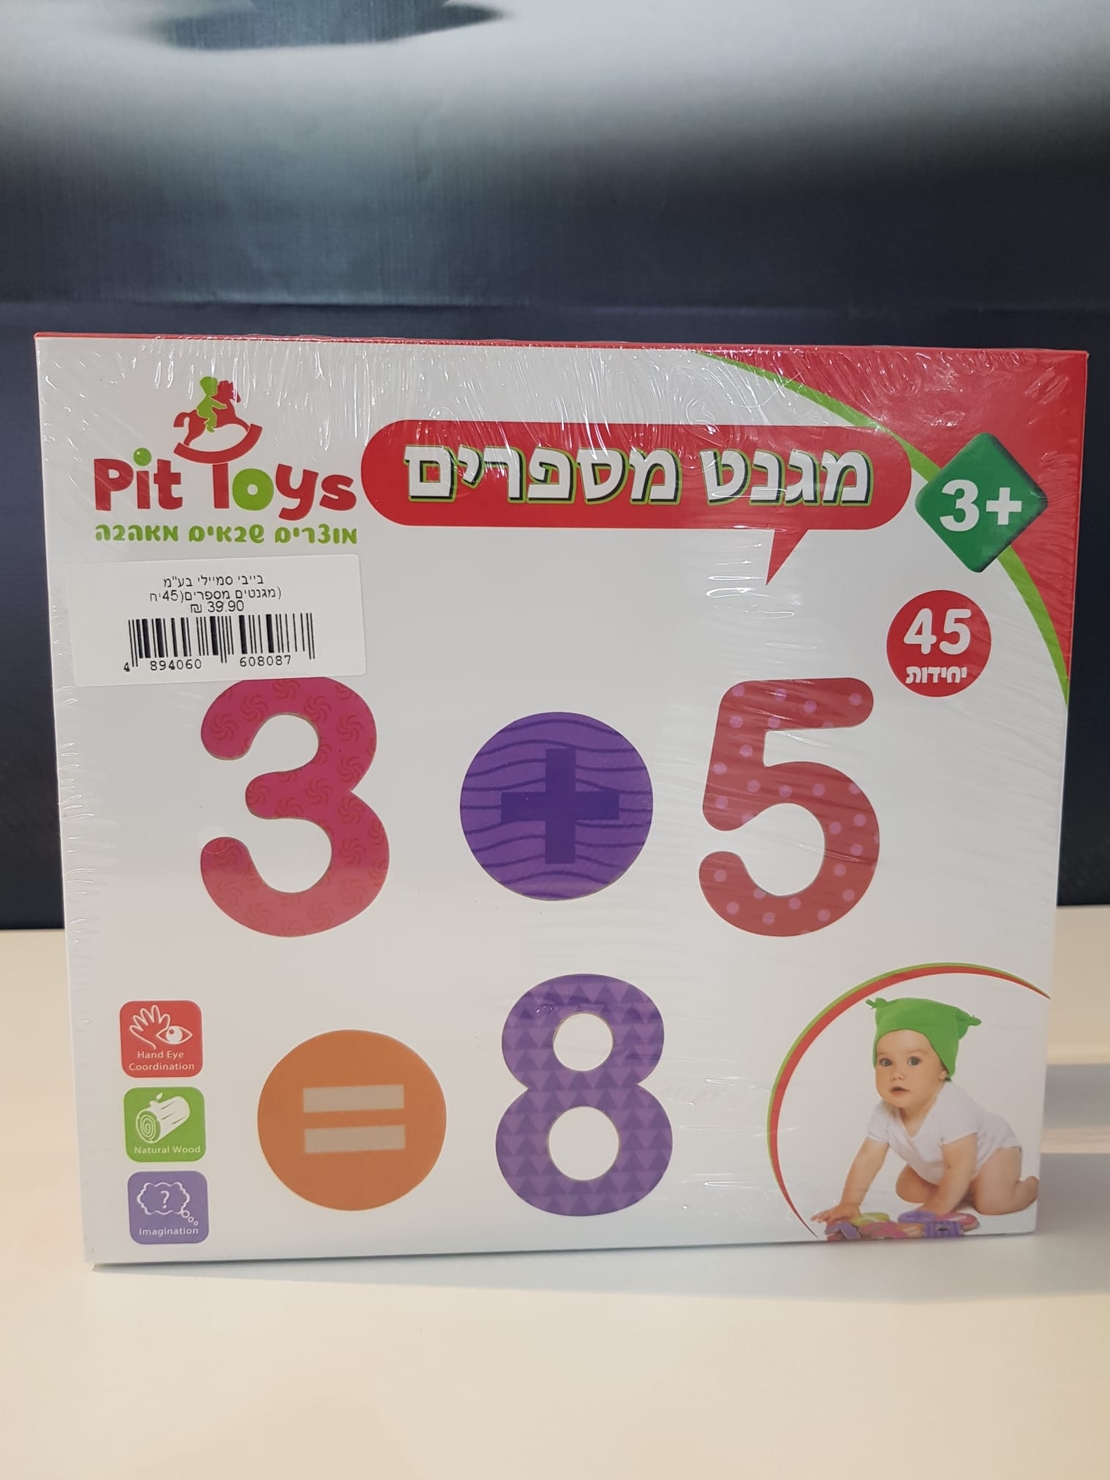 Pit Toys
מוצרים שבאים מאהבה
מגנט מספרים
3+
45
יחידות
בייבי סמיילי בע"מ
(מגנטים מספרים(45יח
39.90 ₪
4 894060 608087
3 + 5
= 8
Hand Eye
Coordination
Natural Wood
?
Imagination